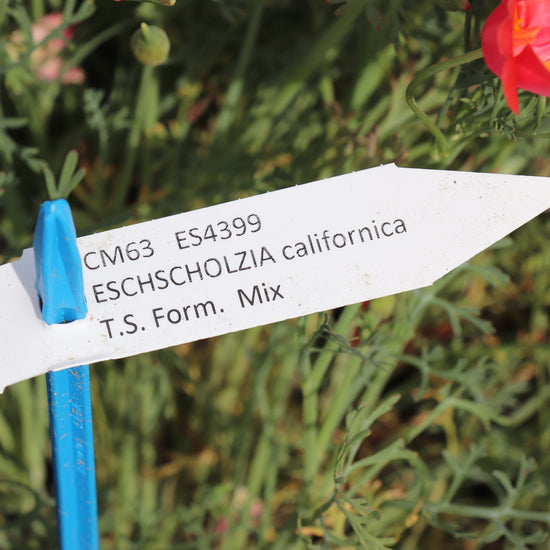 CM63 ES4399
ESCHSCHOLZIA californica
T.S. Form. Mix